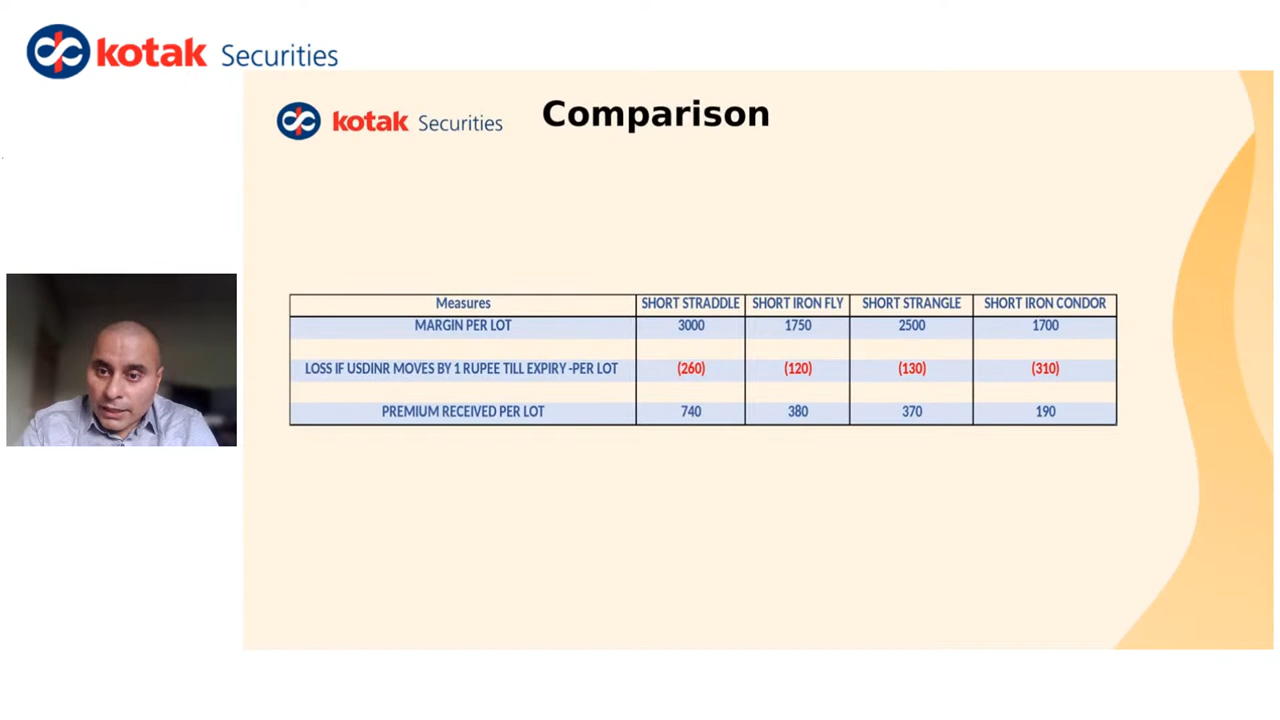 kotak Securities
kotak Securities
Comparison
Measures SHORT STRADDLE SHORT IRON FLY SHORT STRANGLE SHORT IRON CONDOR
MARGIN PER LOT 3000 1750 2500 1700
LOSS IF USDINR MOVES BY 1 RUPEE TILL EXPIRY -PER LOT (260) (120) (130) (310)
PREMIUM RECEIVED PER LOT 740 380 370 190